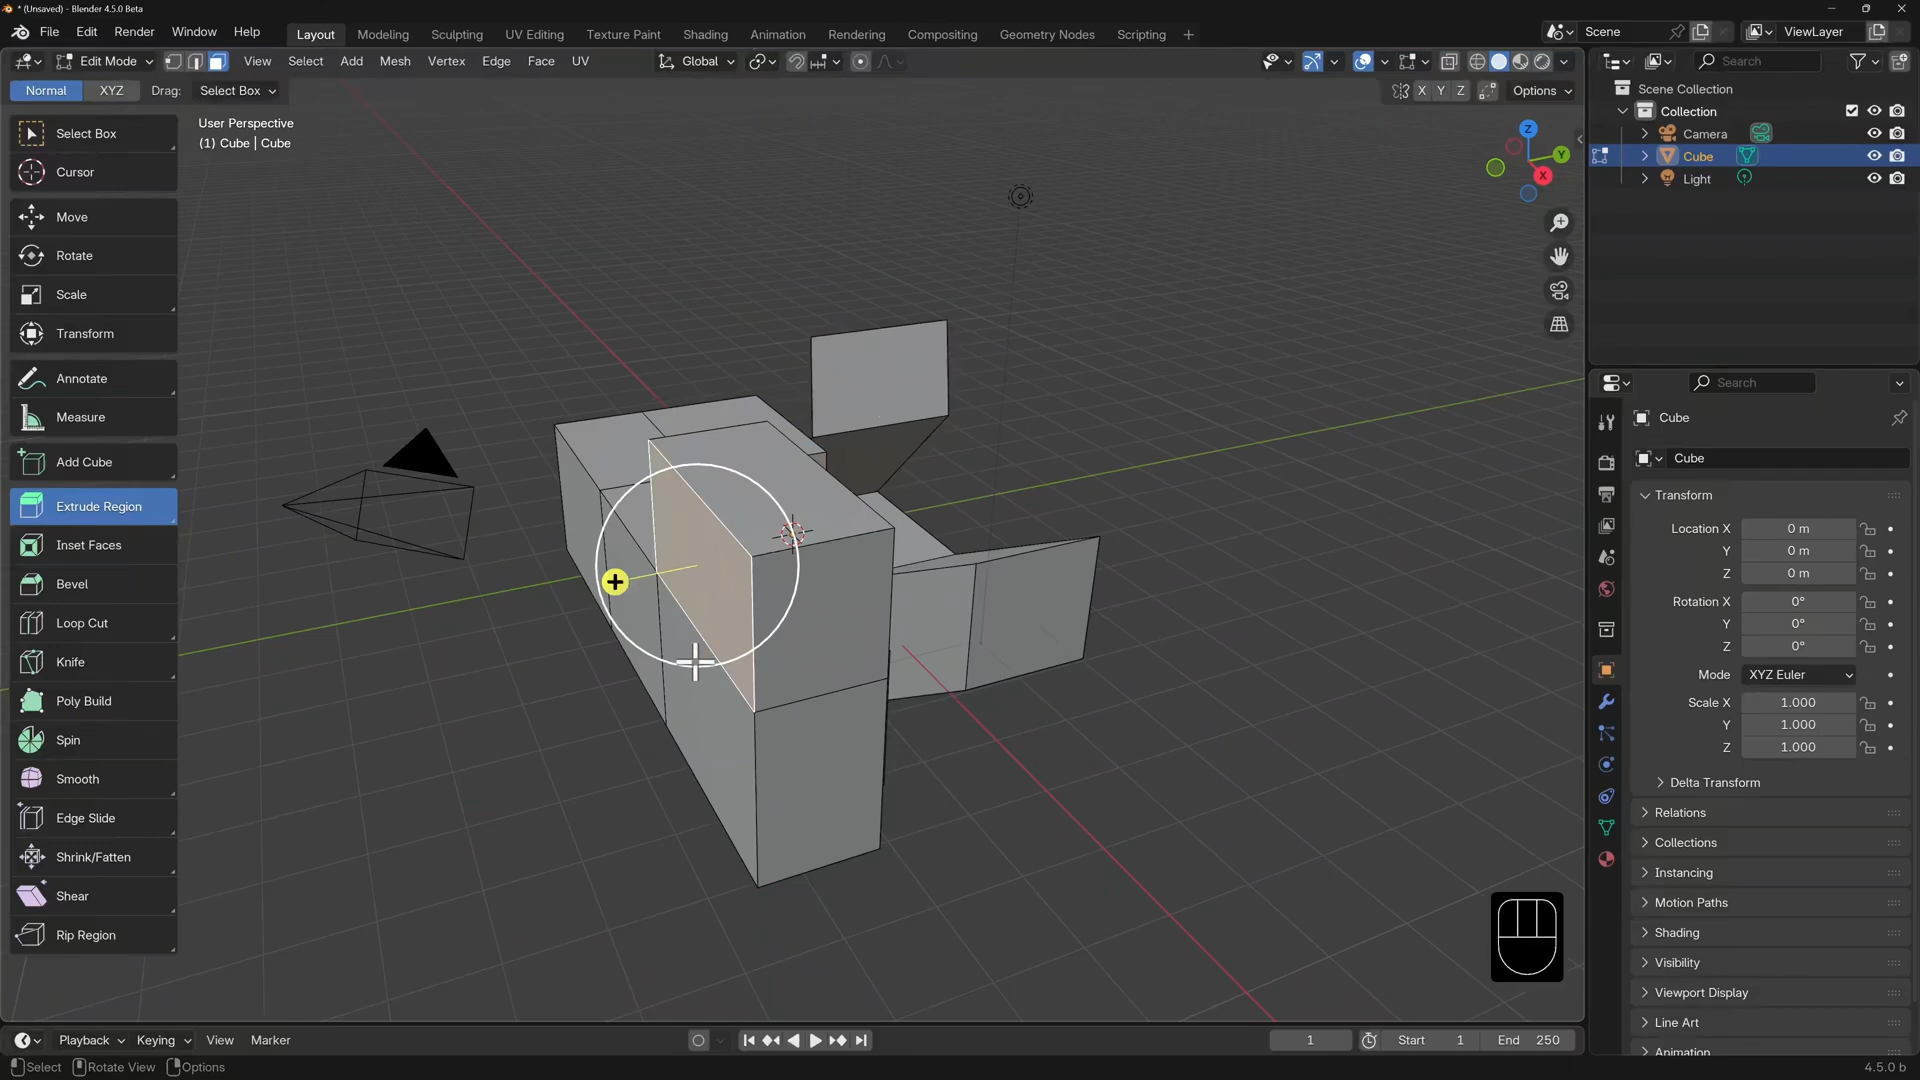 * (Unsaved) - Blender 4.5.0 Beta
File Edit Render Window Help Layout Modeling Sculpting UV Editing Texture Paint Shading Animation Rendering Compositing Geometry Nodes Scripting + Scene ViewLayer
Edit Mode View Select Add Mesh Vertex Edge Face UV Global Search
Normal XYZ Drag: Select Box X Y Z Options
User Perspective
(1) Cube | Cube
Select Box
Cursor
Move
Rotate
Scale
Transform
Annotate
Measure
Add Cube
Extrude Region
Inset Faces
Bevel
Loop Cut
Knife
Poly Build
Spin
Smooth
Edge Slide
Shrink/Fatten
Shear
Rip Region
Z
Y
X
Scene Collection
Collection
Camera
Cube
Light
Search
Cube
Cube
Transform
Location X 0 m
Y 0 m
Z 0 m
Rotation X 0°
Y 0°
Z 0°
Mode XYZ Euler
Scale X 1.000
Y 1.000
Z 1.000
Delta Transform
Relations
Collections
Instancing
Motion Paths
Shading
Visibility
Viewport Display
Line Art
Animation
Playback Keying View Marker 1 Start 1 End 250
Select Rotate View Options 4.5.0 b